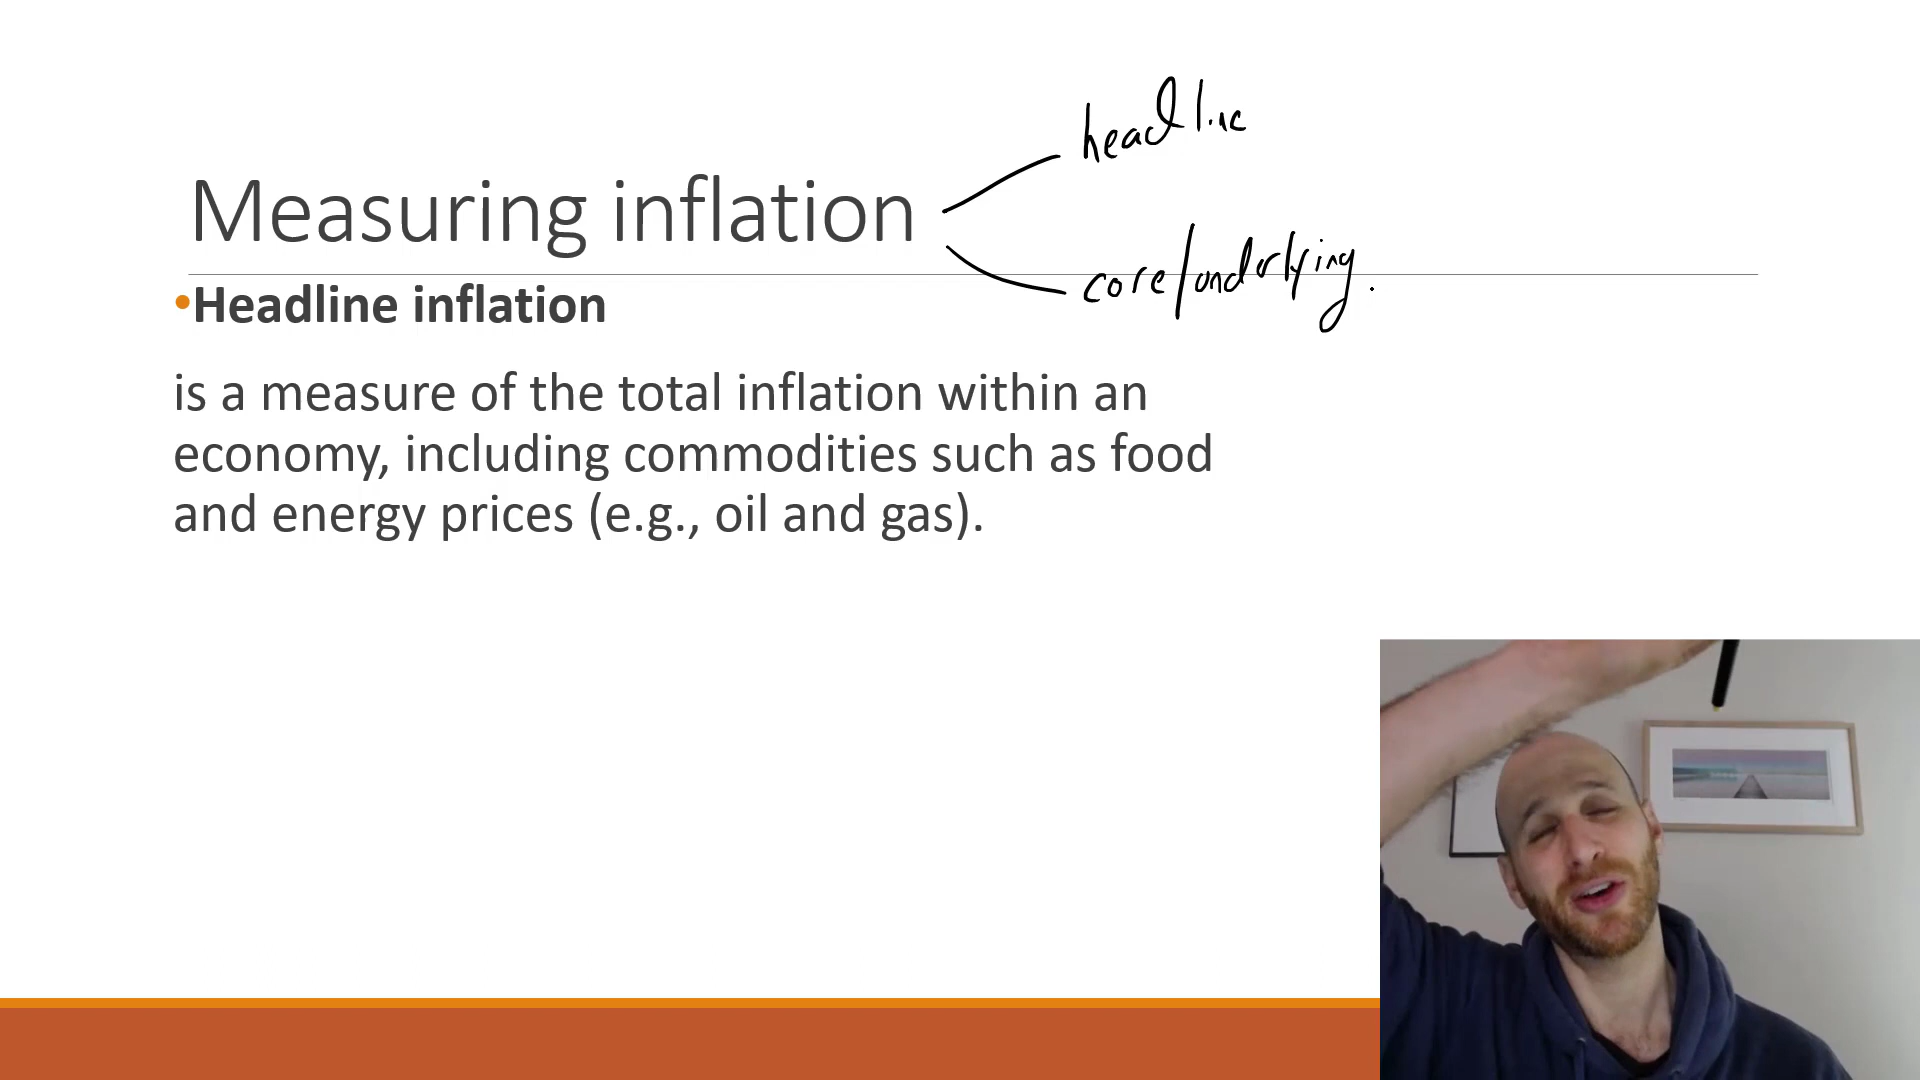 headline
Measuring inflation
core/underlying.
•Headline inflation
is a measure of the total inflation within an
economy, including commodities such as food
and energy prices (e.g., oil and gas).